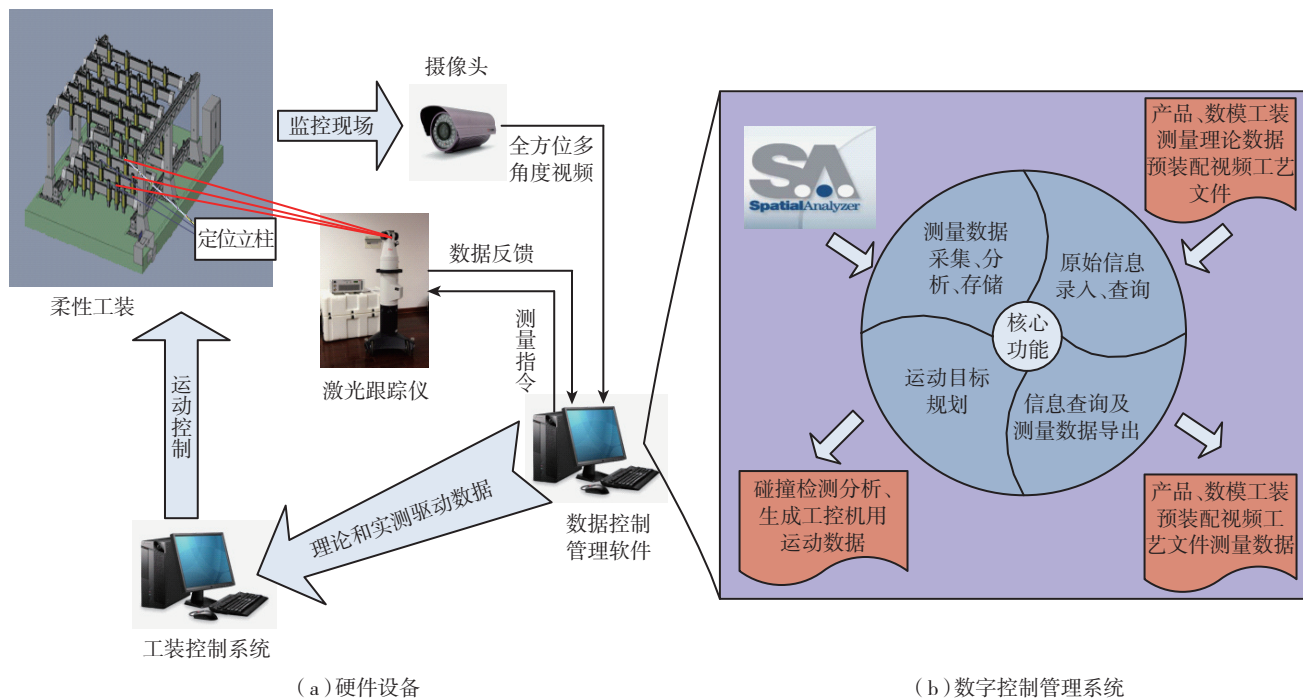 摄像头
监控现场
全方位多
角度视频
定位立柱
柔性工装
数据反馈
测量指令
激光跟踪仪
运动控制
理论和实测驱动数据
数据控制
管理软件
工装控制系统
(a)硬件设备
SA
SpatialAnalyzer
产品、数模工装
测量理论数据
预装配视频工艺
文件
测量数据
采集、分
析、存储
原始信息
录入、查询
核心
功能
运动目标
规划
信息查询及
测量数据导出
碰撞检测分析、
生成工控机用
运动数据
产品、数模工装
预装配视频工
艺文件测量数据
(b)数字控制管理系统